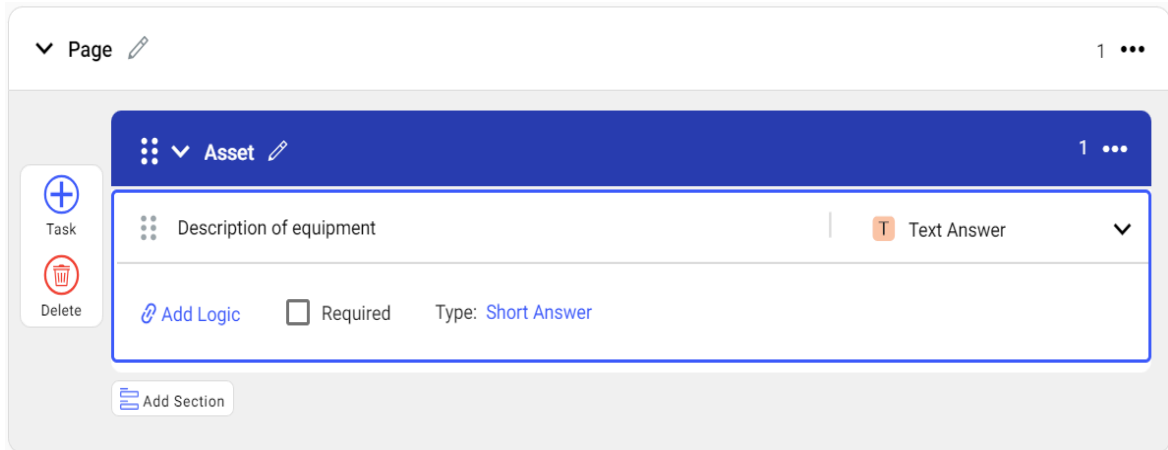 Page 1
Asset 1
Task
Description of equipment T Text Answer
Delete
Add Logic Required Type: Short Answer
Add Section